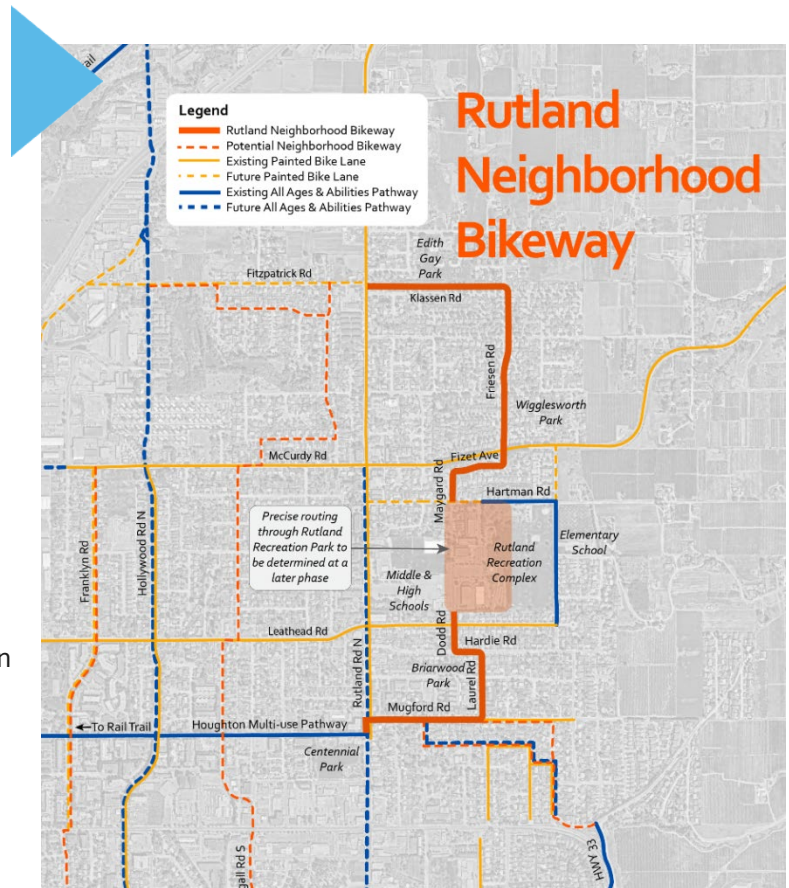 ail
Legend
Rutland Neighborhood Bikeway
Potential Neighborhood Bikeway
Existing Painted Bike Lane
Future Painted Bike Lane
Existing All Ages & Abilities Pathway
Future All Ages & Abilities Pathway
Rutland
Neighborhood
Bikeway
Edith
Gay
Park
Fitzpatrick Rd
Klassen Rd
Friesen Rd
Wigglesworth
Park
McCurdy Rd
Fizet Ave
Maygard Rd
Hartman Rd
Precise routing
through Rutland
Recreation Park to
be determined at a
later phase
Franklyn Rd
Hollywood Rd N
Middle &
High
Schools
Rutland
Recreation
Complex
Elementary
School
Leathead Rd
Rutland Rd N
Dodd Rd
Hardie Rd
m
Briarwood
Park
Laurel Rd
Mugford Rd
←To Rail Trail
Houghton Multi-use Pathway
Centennial
Park
gall Rd S
HWY 33